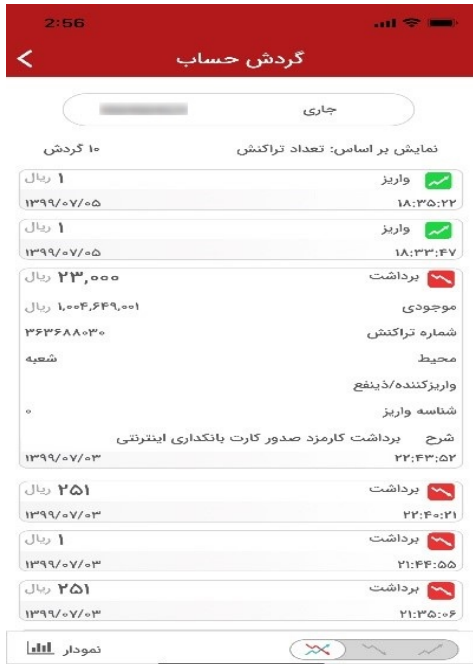 2:56
گردش حساب
جاری
نمایش بر اساس: تعداد تراکنش ۱۰ گردش
واریز ۱ ریال
۱۸:۳۵:۲۲ ۱۳۹۹/۰۷/۰۵
واریز ۱ ریال
۱۸:۳۳:۴۷ ۱۳۹۹/۰۷/۰۵
برداشت ۲۳,۰۰۰ ریال
موجودی ۱,۰۰۴,۶۴۹,۰۰۱ ریال
شماره تراکنش ۳۶۳۶۸۸۰۳۰
محیط شعبه
واریزکننده/ذینفع
شناسه واریز ۰
شرح برداشت کارمزد صدور کارت بانکداری اینترنتی
۲۲:۴۳:۵۲ ۱۳۹۹/۰۷/۰۳
برداشت ۲۵۱ ریال
۲۲:۴۰:۲۱ ۱۳۹۹/۰۷/۰۳
برداشت ۱ ریال
۲۱:۴۴:۵۵ ۱۳۹۹/۰۷/۰۳
برداشت ۲۵۱ ریال
۲۱:۳۵:۰۶ ۱۳۹۹/۰۷/۰۳
نمودار